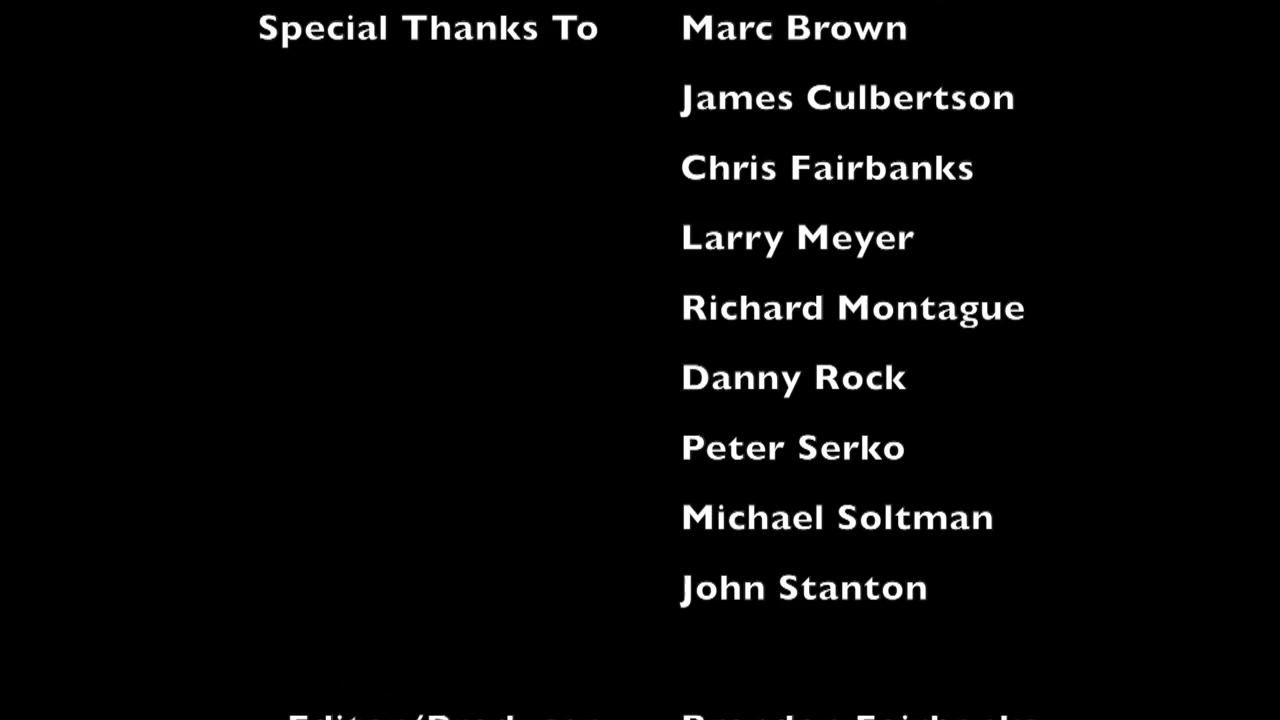 Special Thanks To Marc Brown
James Culbertson
Chris Fairbanks
Larry Meyer
Richard Montague
Danny Rock
Peter Serko
Michael Soltman
John Stanton